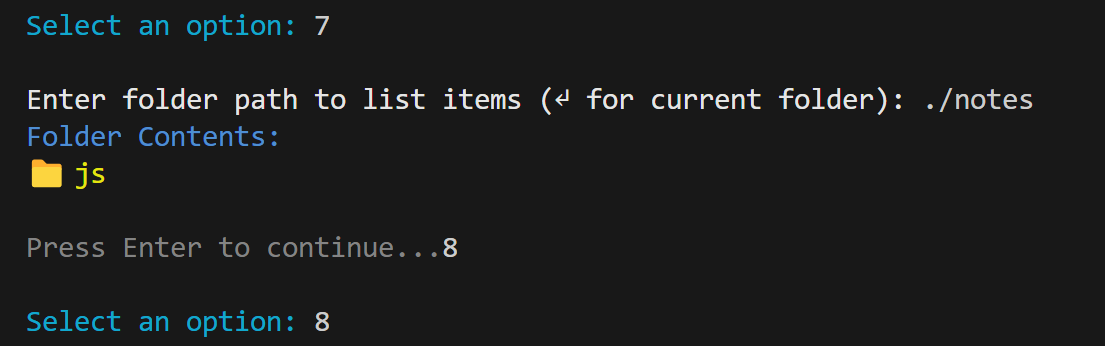 Select an option: 7
Enter folder path to list items (↲ for current folder): ./notes
Folder Contents:
📁 js
Press Enter to continue...8
Select an option: 8